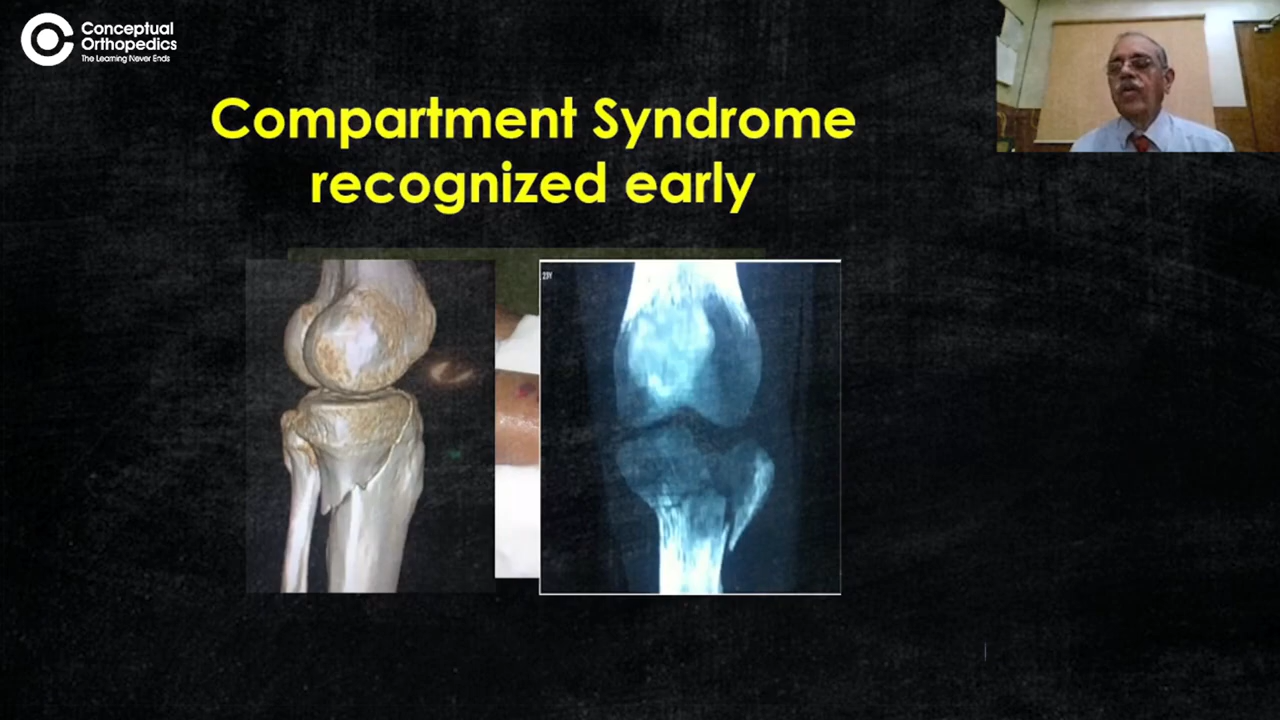 Conceptual
Orthopedics
The Learning Never Ends
Compartment Syndrome
recognized early